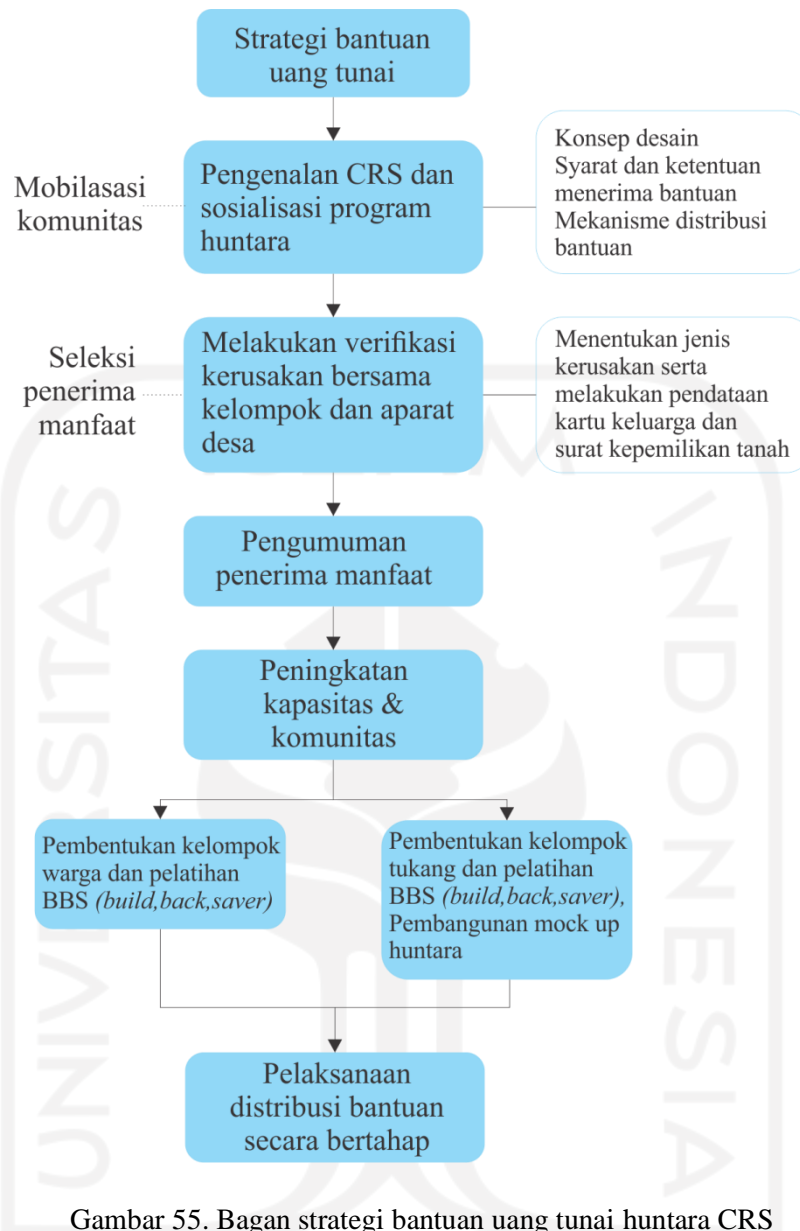 Strategi bantuan
uang tunai
Mobilasasi
komunitas
Pengenalan CRS dan
sosialisasi program
huntara
Konsep desain
Syarat dan ketentuan
menerima bantuan
Mekanisme distribusi
bantuan
Seleksi
penerima
manfaat
Melakukan verifikasi
kerusakan bersama
kelompok dan aparat
desa
Menentukan jenis
kerusakan serta
melakukan pendataan
kartu keluarga dan
surat kepemilikan tanah
Pengumuman
penerima manfaat
Peningkatan
kapasitas &
komunitas
Pembentukan kelompok
warga dan pelatihan
BBS (build,back,saver)
Pembentukan kelompok
tukang dan pelatihan
BBS (build,back,saver),
Pembangunan mock up
huntara
Pelaksanaan
distribusi bantuan
secara bertahap
Gambar 55. Bagan strategi bantuan uang tunai huntara CRS
UNIVERSITAS
INDONESIA